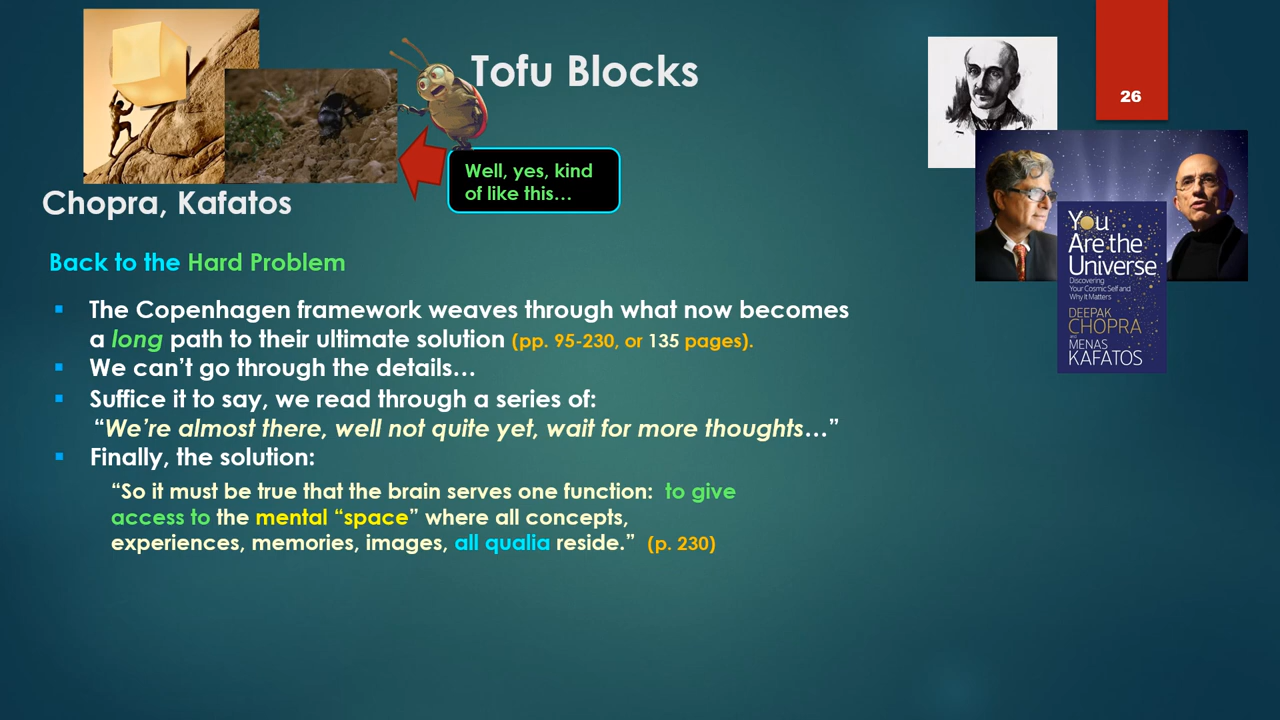 Tofu Blocks
26
Well, yes, kind
of like this…
Chopra, Kafatos
You
Are the
Universe
Discovering
Your Cosmic Self and
Why It Matters
DEEPAK
CHOPRA
and
MENAS
KAFATOS
Back to the Hard Problem
▪ The Copenhagen framework weaves through what now becomes
a long path to their ultimate solution (pp. 95-230, or 135 pages).
▪ We can’t go through the details…
▪ Suffice it to say, we read through a series of:
“We’re almost there, well not quite yet, wait for more thoughts…”
▪ Finally, the solution:
“So it must be true that the brain serves one function: to give
access to the mental “space” where all concepts,
experiences, memories, images, all qualia reside.” (p. 230)